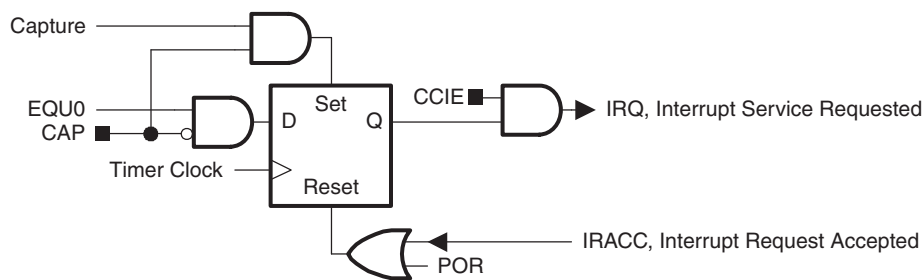 Capture
EQU0
CAP
Timer Clock
Set
D
Q
Reset
CCIE
IRQ, Interrupt Service Requested
IRACC, Interrupt Request Accepted
POR